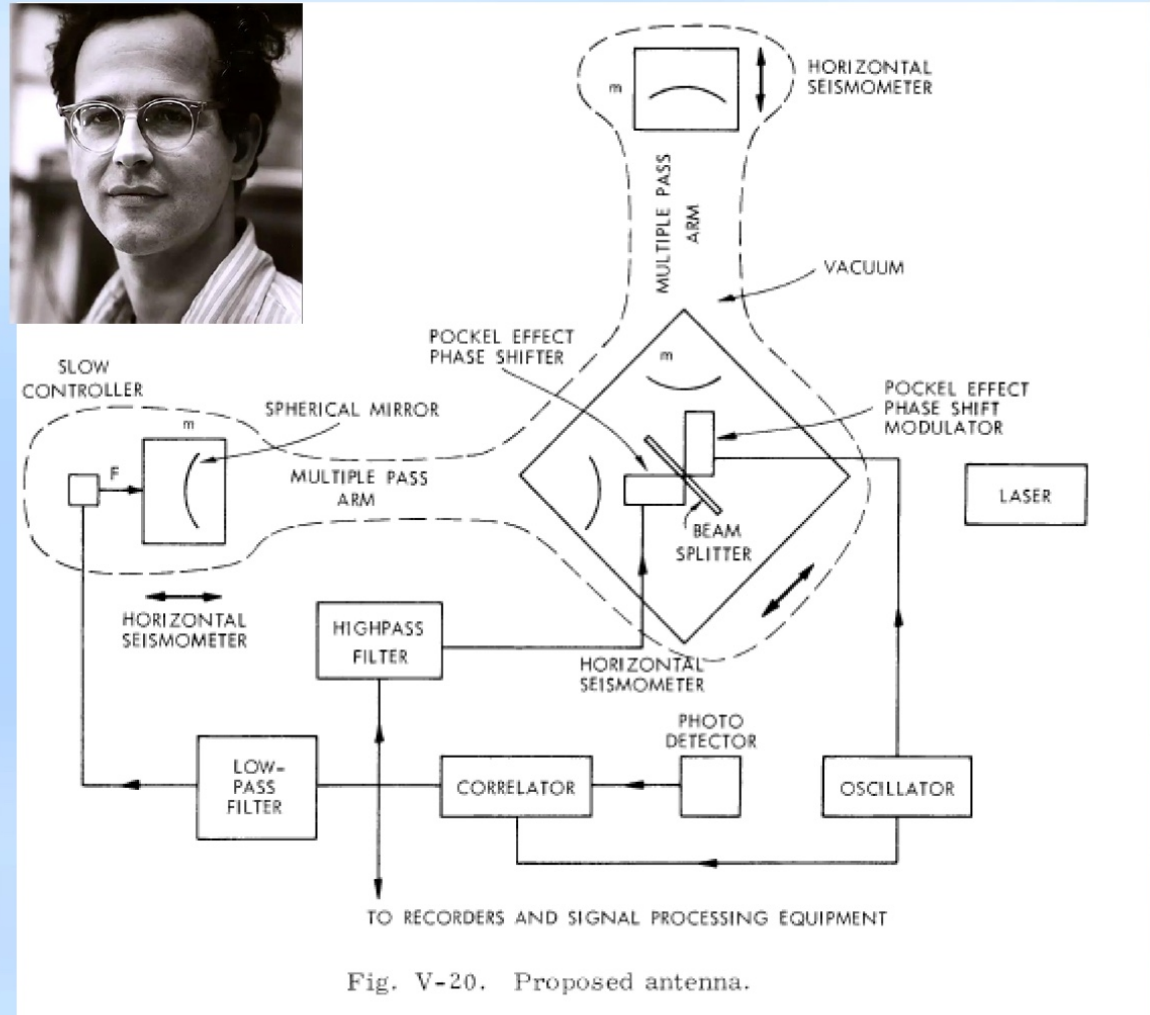 HORIZONTAL
SEISMOMETER
m
MULTIPLE PASS
ARM
VACUUM
POCKEL EFFECT
PHASE SHIFTER
m
SLOW
CONTROLLER
SPHERICAL MIRROR
m
POCKEL EFFECT
PHASE SHIFT
MODULATOR
F
MULTIPLE PASS
ARM
LASER
BEAM
SPLITTER
HORIZONTAL
SEISMOMETER
HIGHPASS
FILTER
HORIZONTAL
SEISMOMETER
PHOTO
DETECTOR
LOW-
PASS
FILTER
CORRELATOR
OSCILLATOR
TO RECORDERS AND SIGNAL PROCESSING EQUIPMENT
Fig. V-20. Proposed antenna.